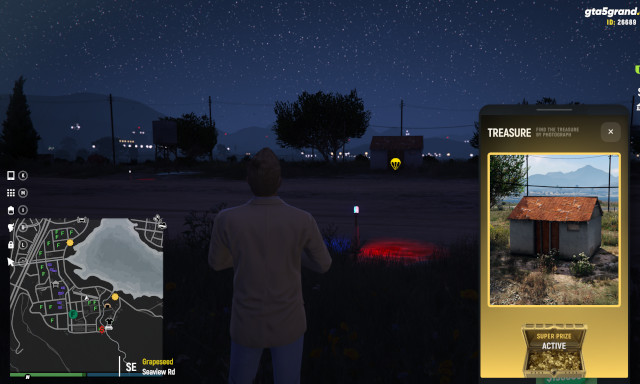 gta5grand.
ID: 26669
TREASURE
FIND THE TREASURE
BY PHOTOGRAPH
SUPER PRIZE
ACTIVE
SE
Grapeseed
Seaview Rd